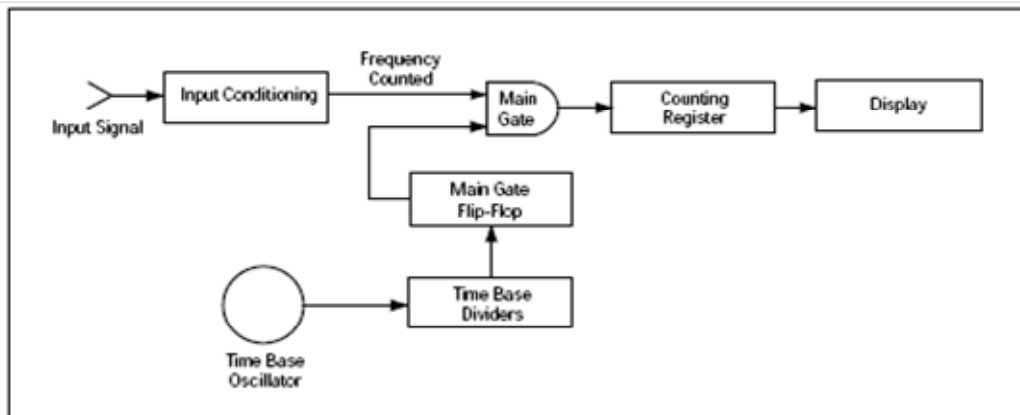 Frequency
Counted
Input Conditioning
Main
Gate
Counting
Register
Display
Input Signal
Main Gate
Flip-Flop
Time Base
Dividers
Time Base
Oscillator